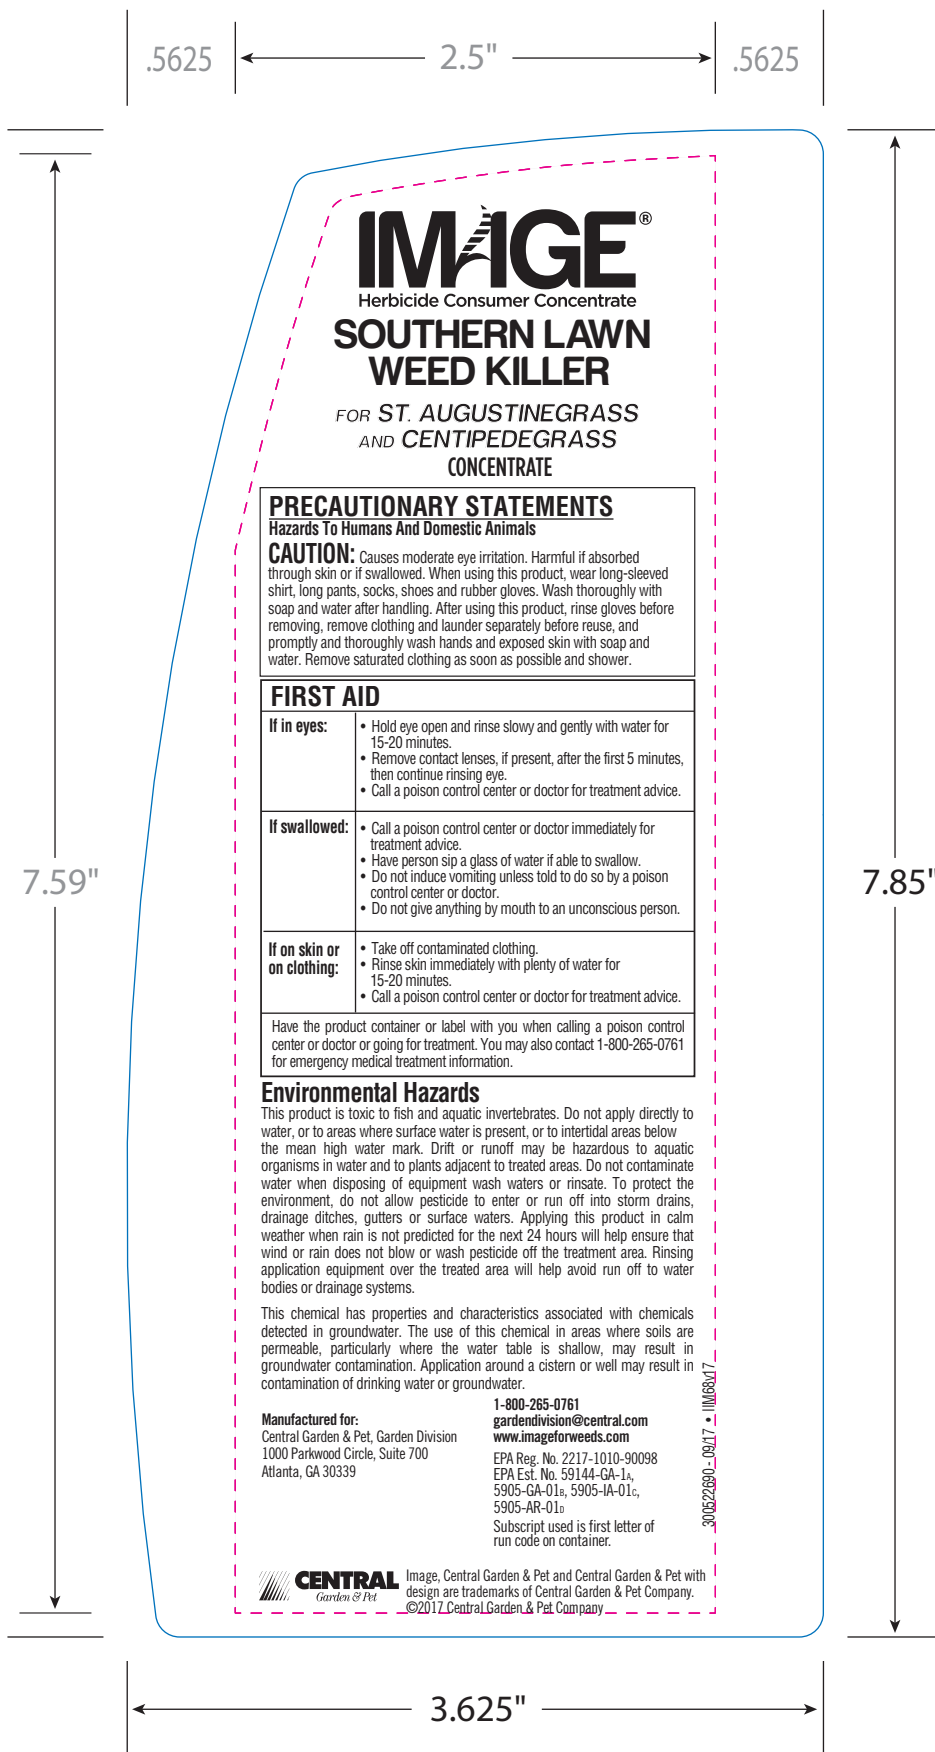 .5625 2.5" .5625
IMAGE®
Herbicide Consumer Concentrate
SOUTHERN LAWN
WEED KILLER
FOR ST. AUGUSTINEGRASS
AND CENTIPEDEGRASS
CONCENTRATE
PRECAUTIONARY STATEMENTS
Hazards To Humans And Domestic Animals
CAUTION: Causes moderate eye irritation. Harmful if absorbed
through skin or if swallowed. When using this product, wear long-sleeved
shirt, long pants, socks, shoes and rubber gloves. Wash thoroughly with
soap and water after handling. After using this product, rinse gloves before
removing, remove clothing and launder separately before reuse, and
promptly and thoroughly wash hands and exposed skin with soap and
water. Remove saturated clothing as soon as possible and shower.
FIRST AID
If in eyes:
• Hold eye open and rinse slowy and gently with water for
15-20 minutes.
• Remove contact lenses, if present, after the first 5 minutes,
then continue rinsing eye.
• Call a poison control center or doctor for treatment advice.
If swallowed:
• Call a poison control center or doctor immediately for
treatment advice.
• Have person sip a glass of water if able to swallow.
• Do not induce vomiting unless told to do so by a poison
control center or doctor.
• Do not give anything by mouth to an unconscious person.
If on skin or
on clothing:
• Take off contaminated clothing.
• Rinse skin immediately with plenty of water for
15-20 minutes.
• Call a poison control center or doctor for treatment advice.
Have the product container or label with you when calling a poison control
center or doctor or going for treatment. You may also contact 1-800-265-0761
for emergency medical treatment information.
7.59"
7.85"
Environmental Hazards
This product is toxic to fish and aquatic invertebrates. Do not apply directly to
water, or to areas where surface water is present, or to intertidal areas below
the mean high water mark. Drift or runoff may be hazardous to aquatic
organisms in water and to plants adjacent to treated areas. Do not contaminate
water when disposing of equipment wash waters or rinsate. To protect the
environment, do not allow pesticide to enter or run off into storm drains,
drainage ditches, gutters or surface waters. Applying this product in calm
weather when rain is not predicted for the next 24 hours will help ensure that
wind or rain does not blow or wash pesticide off the treatment area. Rinsing
application equipment over the treated area will help avoid run off to water
bodies or drainage systems.
This chemical has properties and characteristics associated with chemicals
detected in groundwater. The use of this chemical in areas where soils are
permeable, particularly where the water table is shallow, may result in
groundwater contamination. Application around a cistern or well may result in
contamination of drinking water or groundwater.
Manufactured for:
Central Garden & Pet, Garden Division
1000 Parkwood Circle, Suite 700
Atlanta, GA 30339
1-800-265-0761
gardendivision@central.com
www.imageforweeds.com
EPA Reg. No. 2217-1010-90098
EPA Est. No. 59144-GA-1A,
5905-GA-01B, 5905-IA-01C,
5905-AR-01D
Subscript used is first letter of
run code on container.
300522690 - 09/17 • IIM68v17
CENTRAL
Garden & Pet
Image, Central Garden & Pet and Central Garden & Pet with
design are trademarks of Central Garden & Pet Company.
©2017 Central Garden & Pet Company
3.625"